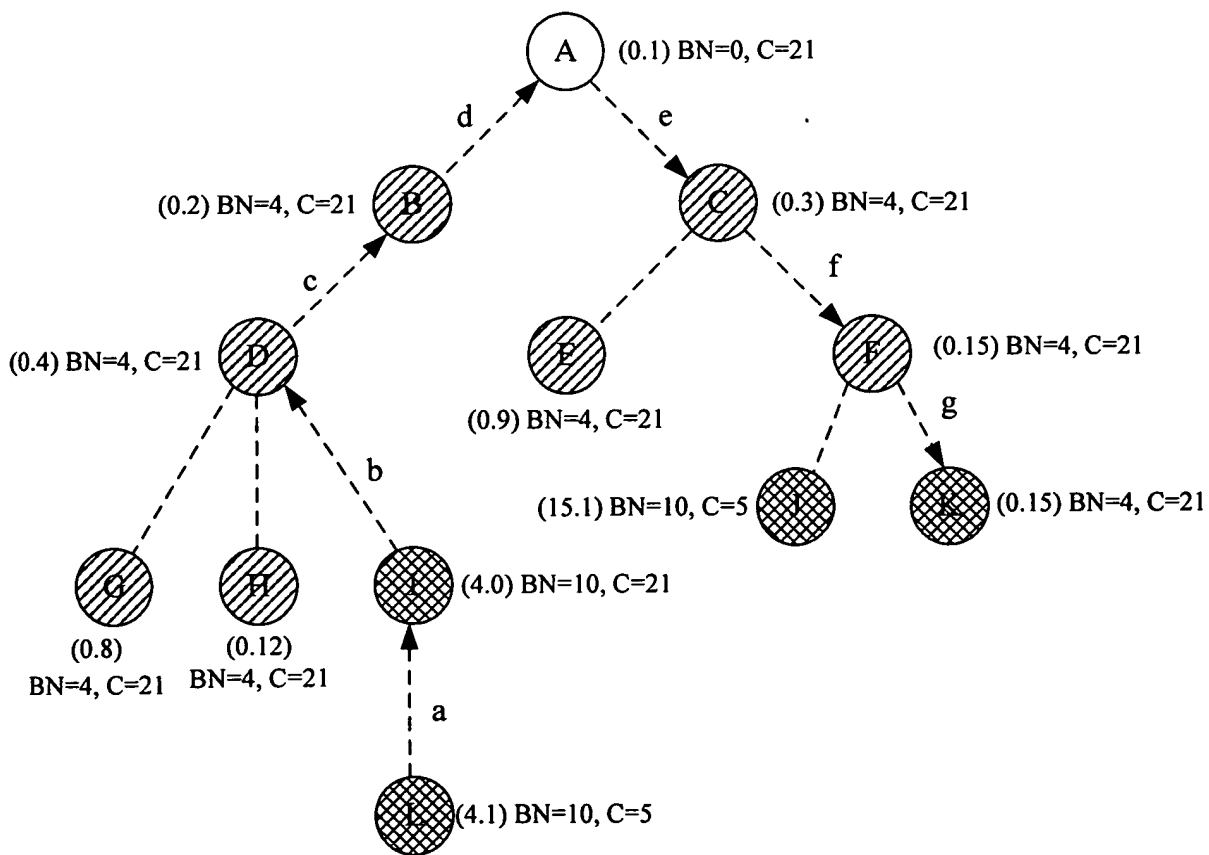 A
(0.1) BN=0, C=21
d
e
(0.2) BN=4, C=21
B
C
(0.3) BN=4, C=21
c
f
(0.4) BN=4, C=21
D
E
F
(0.15) BN=4, C=21
(0.9) BN=4, C=21
g
b
(15.1) BN=10, C=5
J
K
(0.15) BN=4, C=21
G
H
I
(4.0) BN=10, C=21
(0.8)
BN=4, C=21
(0.12)
BN=4, C=21
a
L
(4.1) BN=10, C=5